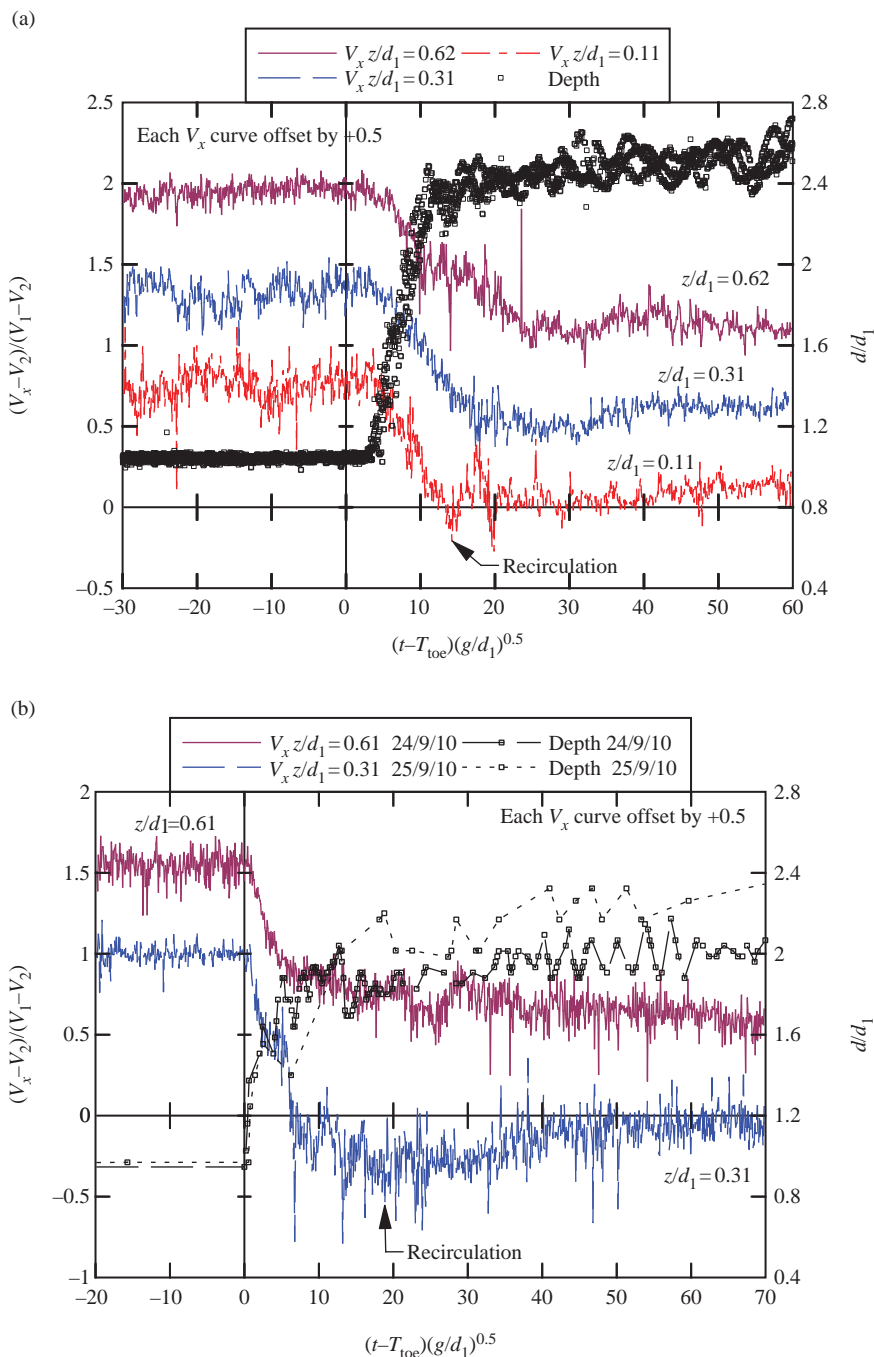 (a)
V_x z/d_1=0.62 V_x z/d_1=0.11
V_x z/d_1=0.31 Depth
2.5
2
1.5
1
0.5
0
–0.5
(V_x–V_2)/(V_1–V_2)
Each V_x curve offset by +0.5
z/d_1=0.62
z/d_1=0.31
z/d_1=0.11
Recirculation
2.8
2.4
2
1.6
1.2
0.8
0.4
d/d_1
–30 –20 –10 0 10 20 30 40 50 60
(t–T_toe)(g/d_1)^0.5
(b)
V_x z/d_1=0.61 24/9/10 Depth 24/9/10
V_x z/d_1=0.31 25/9/10 Depth 25/9/10
2
1.5
1
0.5
0
–0.5
–1
(V_x–V_2)/(V_1–V_2)
z/d1=0.61
Each V_x curve offset by +0.5
z/d_1=0.31
Recirculation
2.8
2.4
2
1.6
1.2
0.8
0.4
d/d_1
–20 –10 0 10 20 30 40 50 60 70
(t–T_toe)(g/d_1)^0.5